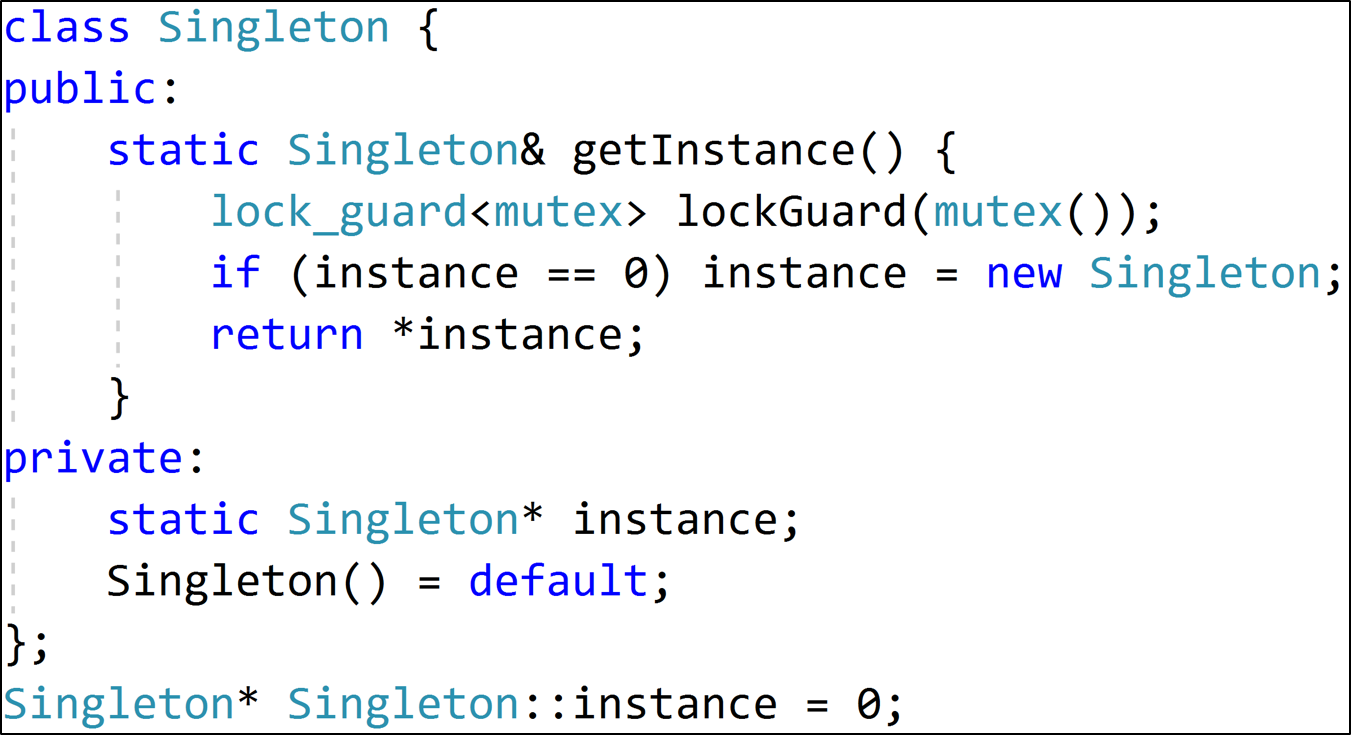 class Singleton {
public:
    static Singleton& getInstance() {
        lock_guard<mutex> lockGuard(mutex());
        if (instance == 0) instance = new Singleton;
        return *instance;
    }
private:
    static Singleton* instance;
    Singleton() = default;
};
Singleton* Singleton::instance = 0;